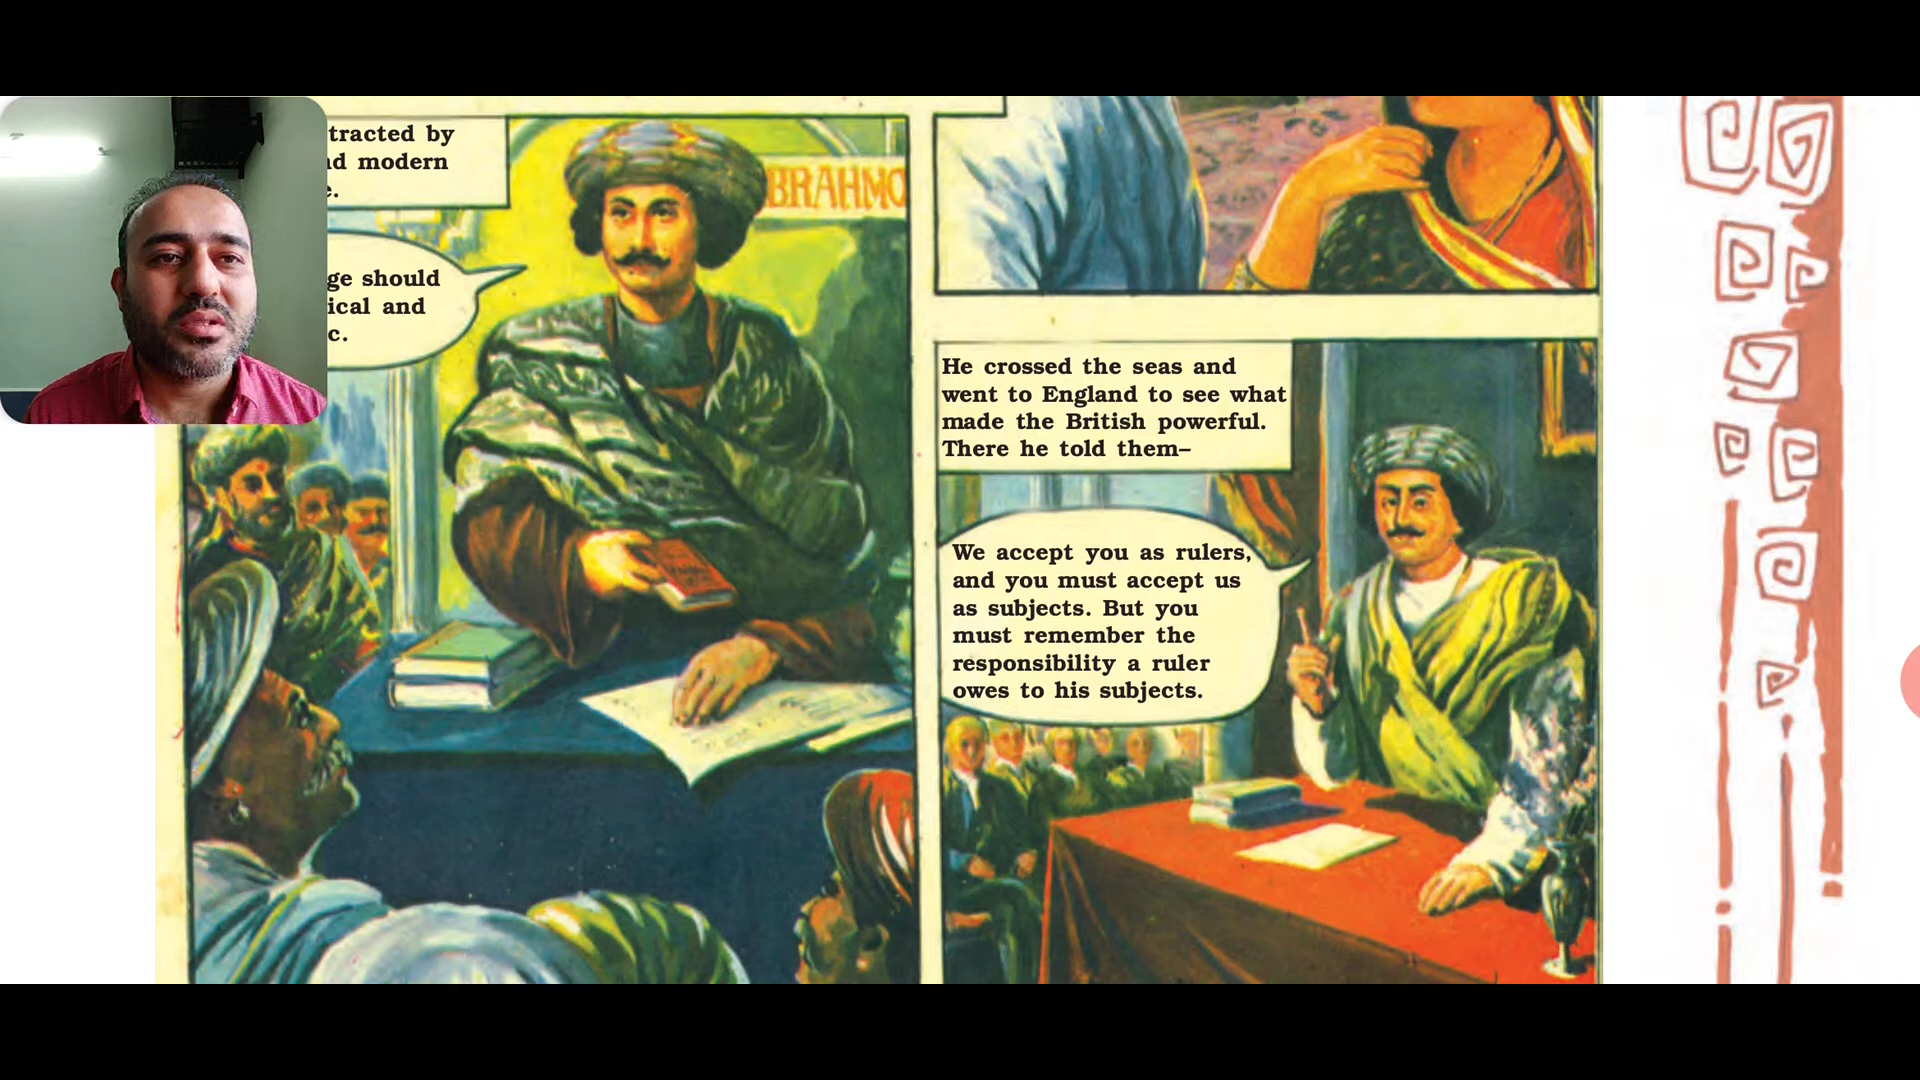 tracted by
nd modern
e.
ge should
ical and
c.
BRAHMO
He crossed the seas and
went to England to see what
made the British powerful.
There he told them–
We accept you as rulers,
and you must accept us
as subjects. But you
must remember the
responsibility a ruler
owes to his subjects.